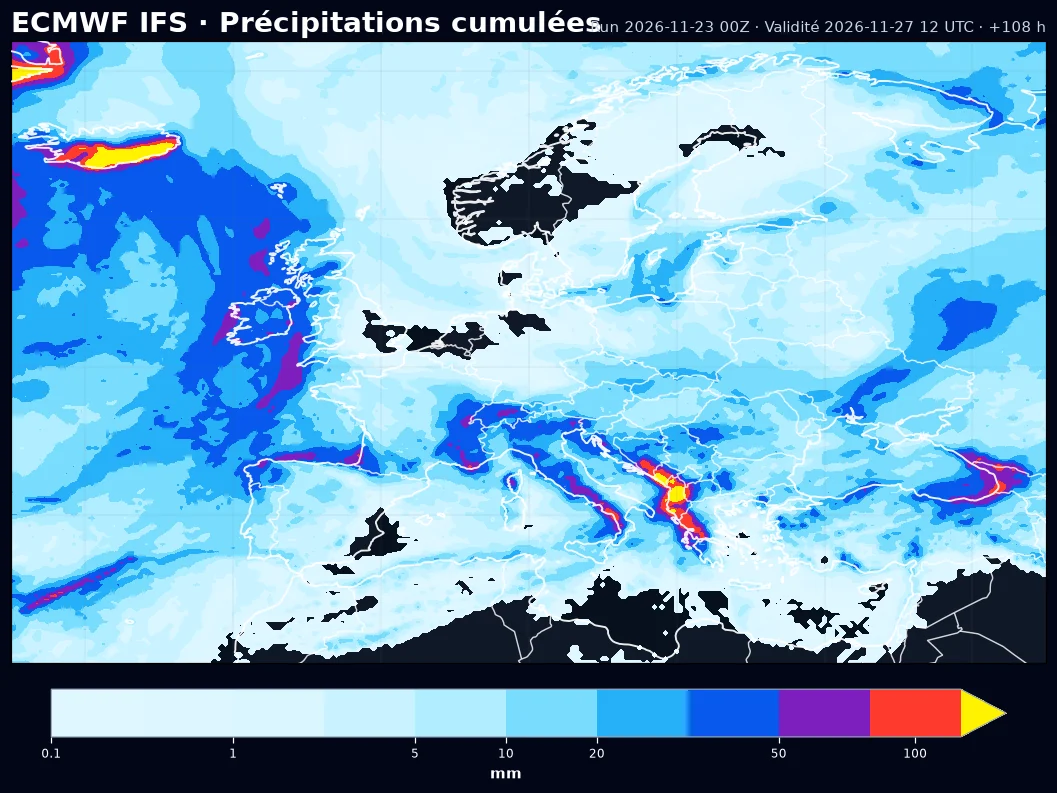 ECMWF IFS · Précipitations cumulées
Run 2026-11-23 00Z · Validité 2026-11-27 12 UTC · +108 h
0.1 1 5 10 20 50 100
mm